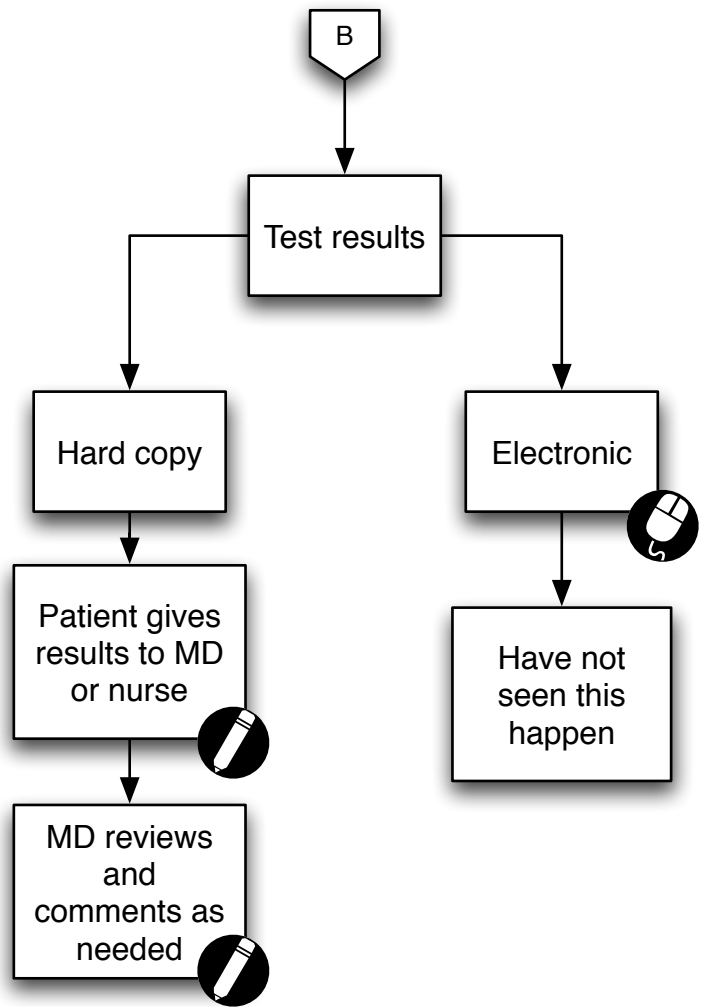 B
Test results
Hard copy
Electronic
Patient gives
results to MD
or nurse
Have not
seen this
happen
MD reviews
and
comments as
needed